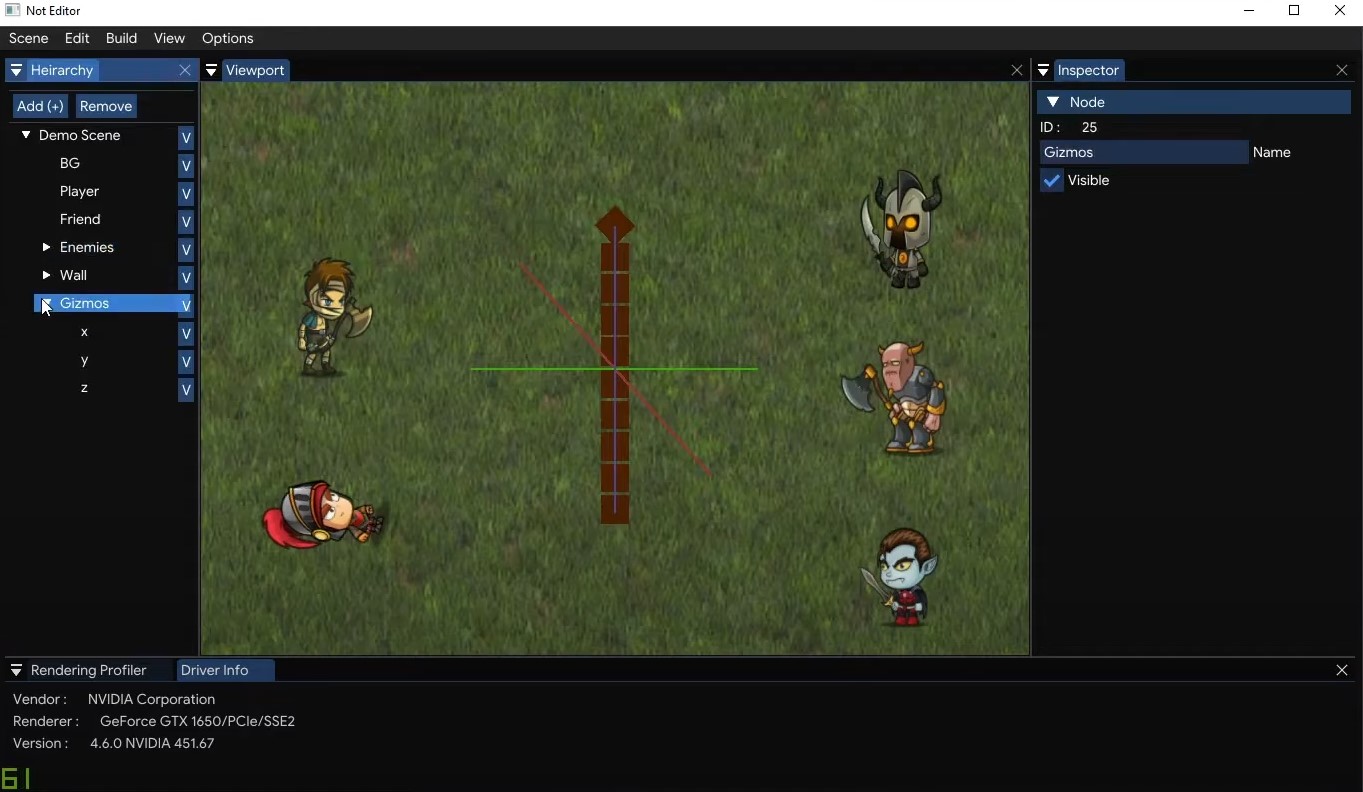 Not Editor
Scene Edit Build View Options
Heirarchy
Add (+) Remove
Demo Scene V
BG V
Player V
Friend V
Enemies V
Wall V
Gizmos V
x V
y V
z V
Viewport
Inspector
Node
ID : 25
Gizmos Name
Visible
Rendering Profiler Driver Info
Vendor : NVIDIA Corporation
Renderer : GeForce GTX 1650/PCIe/SSE2
Version : 4.6.0 NVIDIA 451.67
61